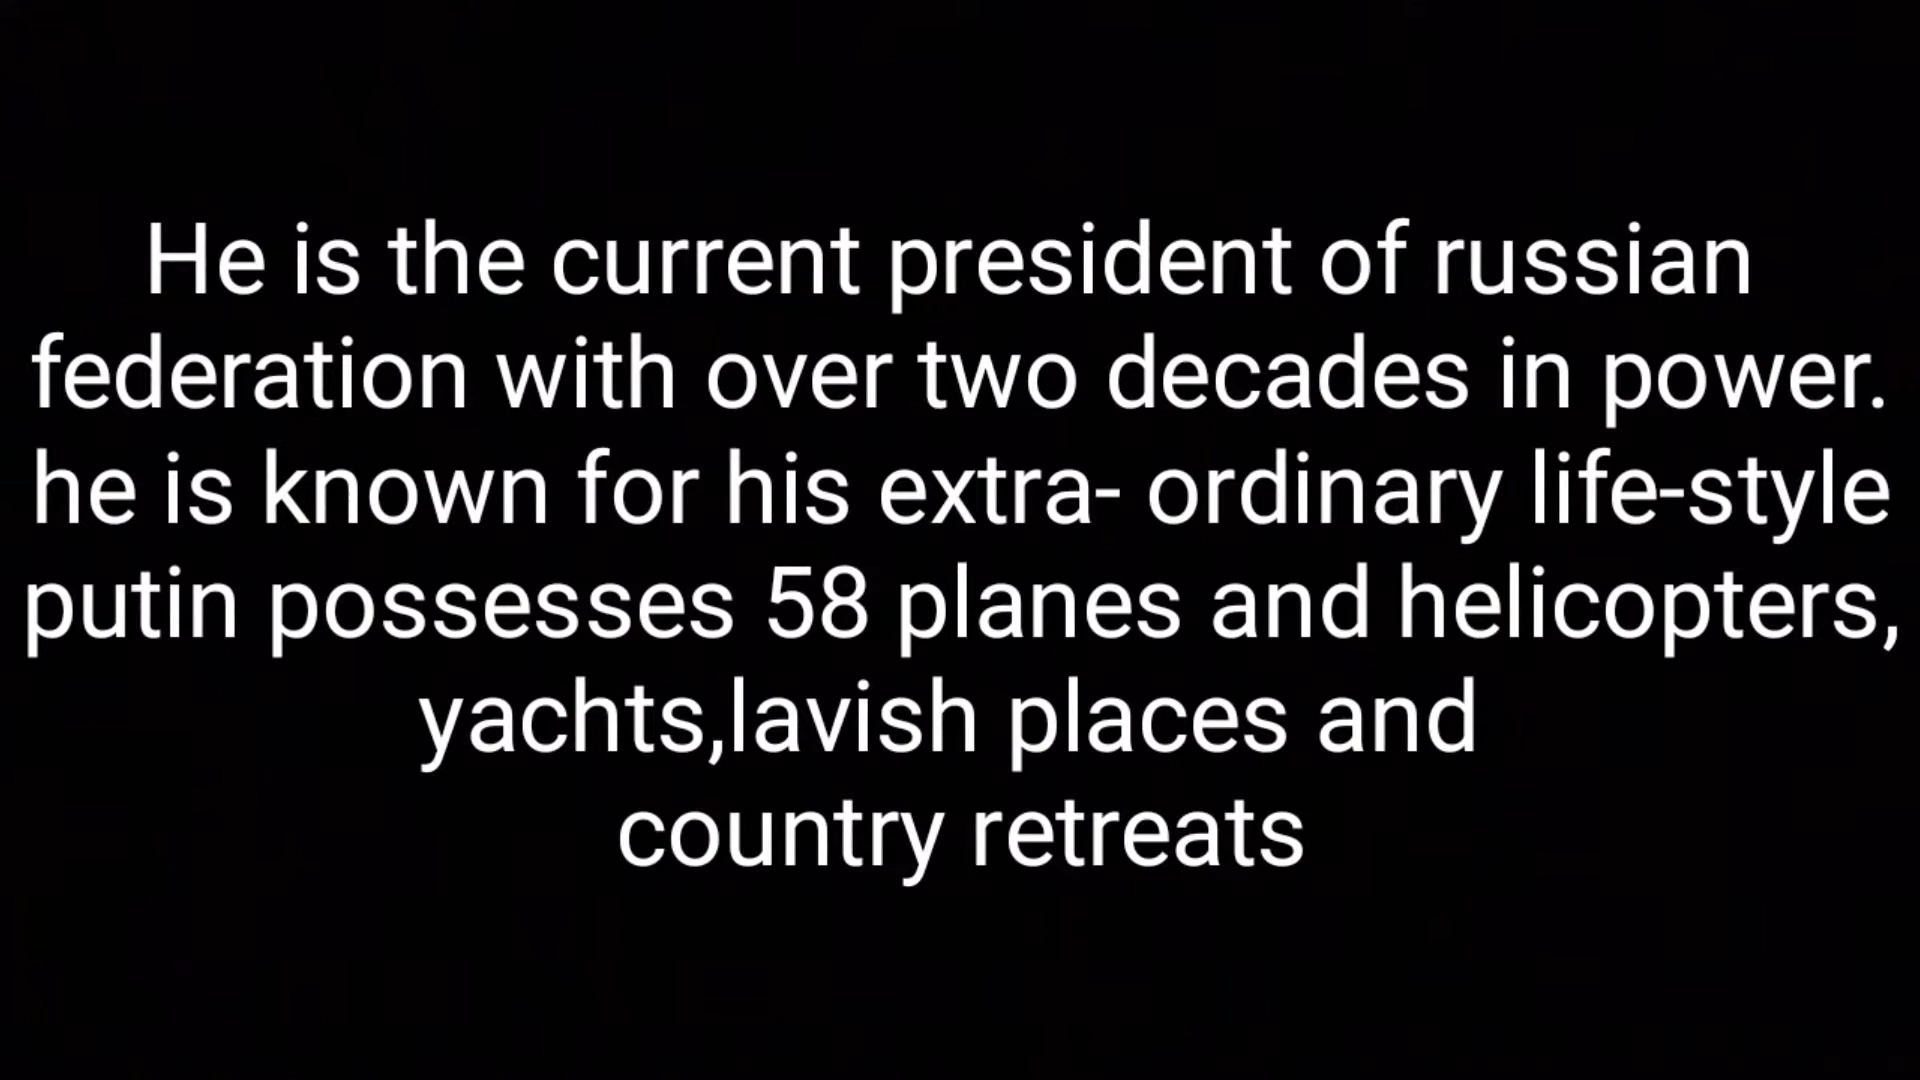 He is the current president of russian
federation with over two decades in power.
he is known for his extra- ordinary life-style
putin possesses 58 planes and helicopters,
yachts,lavish places and
country retreats